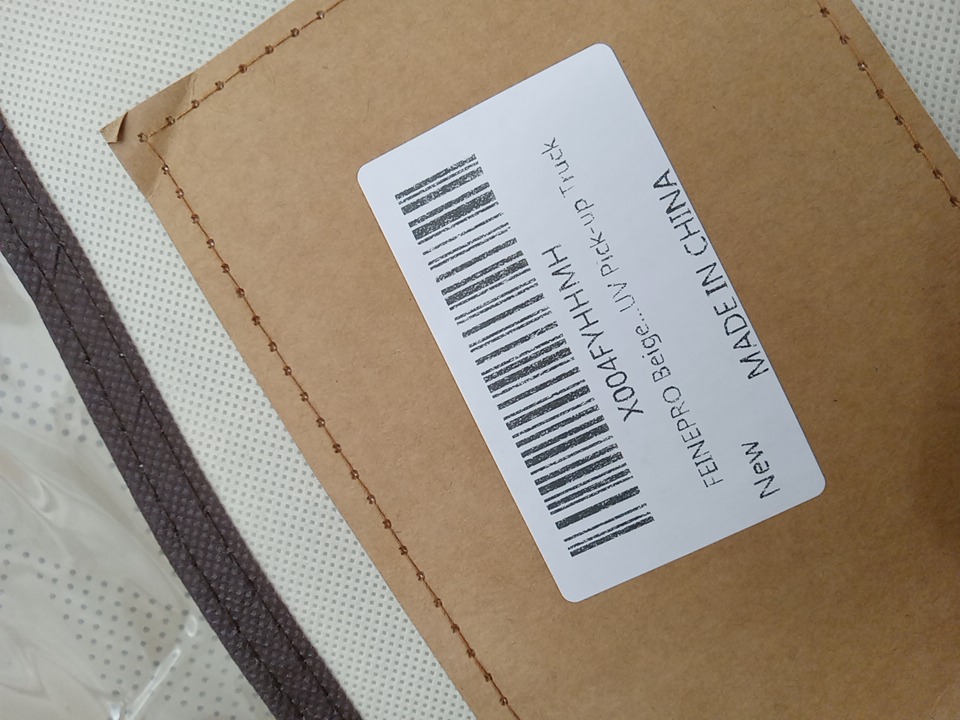 X004FYHHMH
FEINEPRO Beige...UV Pick-up Truck
New MADE IN CHINA